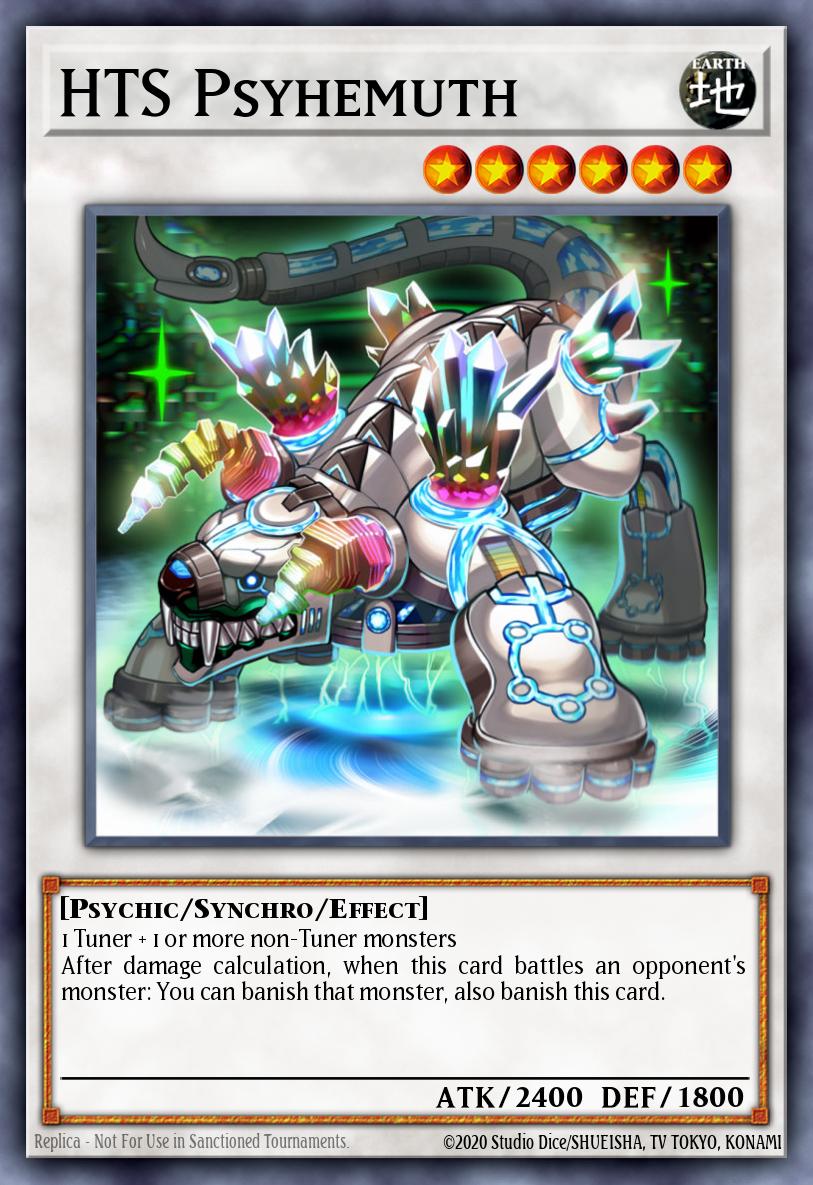 HTS Psyhemuth
EARTH
地
[Psychic/Synchro/Effect]
1 Tuner + 1 or more non-Tuner monsters
After damage calculation, when this card battles an opponent's
monster: You can banish that monster, also banish this card.
ATK/2400 DEF/1800
Replica - Not For Use in Sanctioned Tournaments.
©2020 Studio Dice/SHUEISHA, TV TOKYO, KONAMI